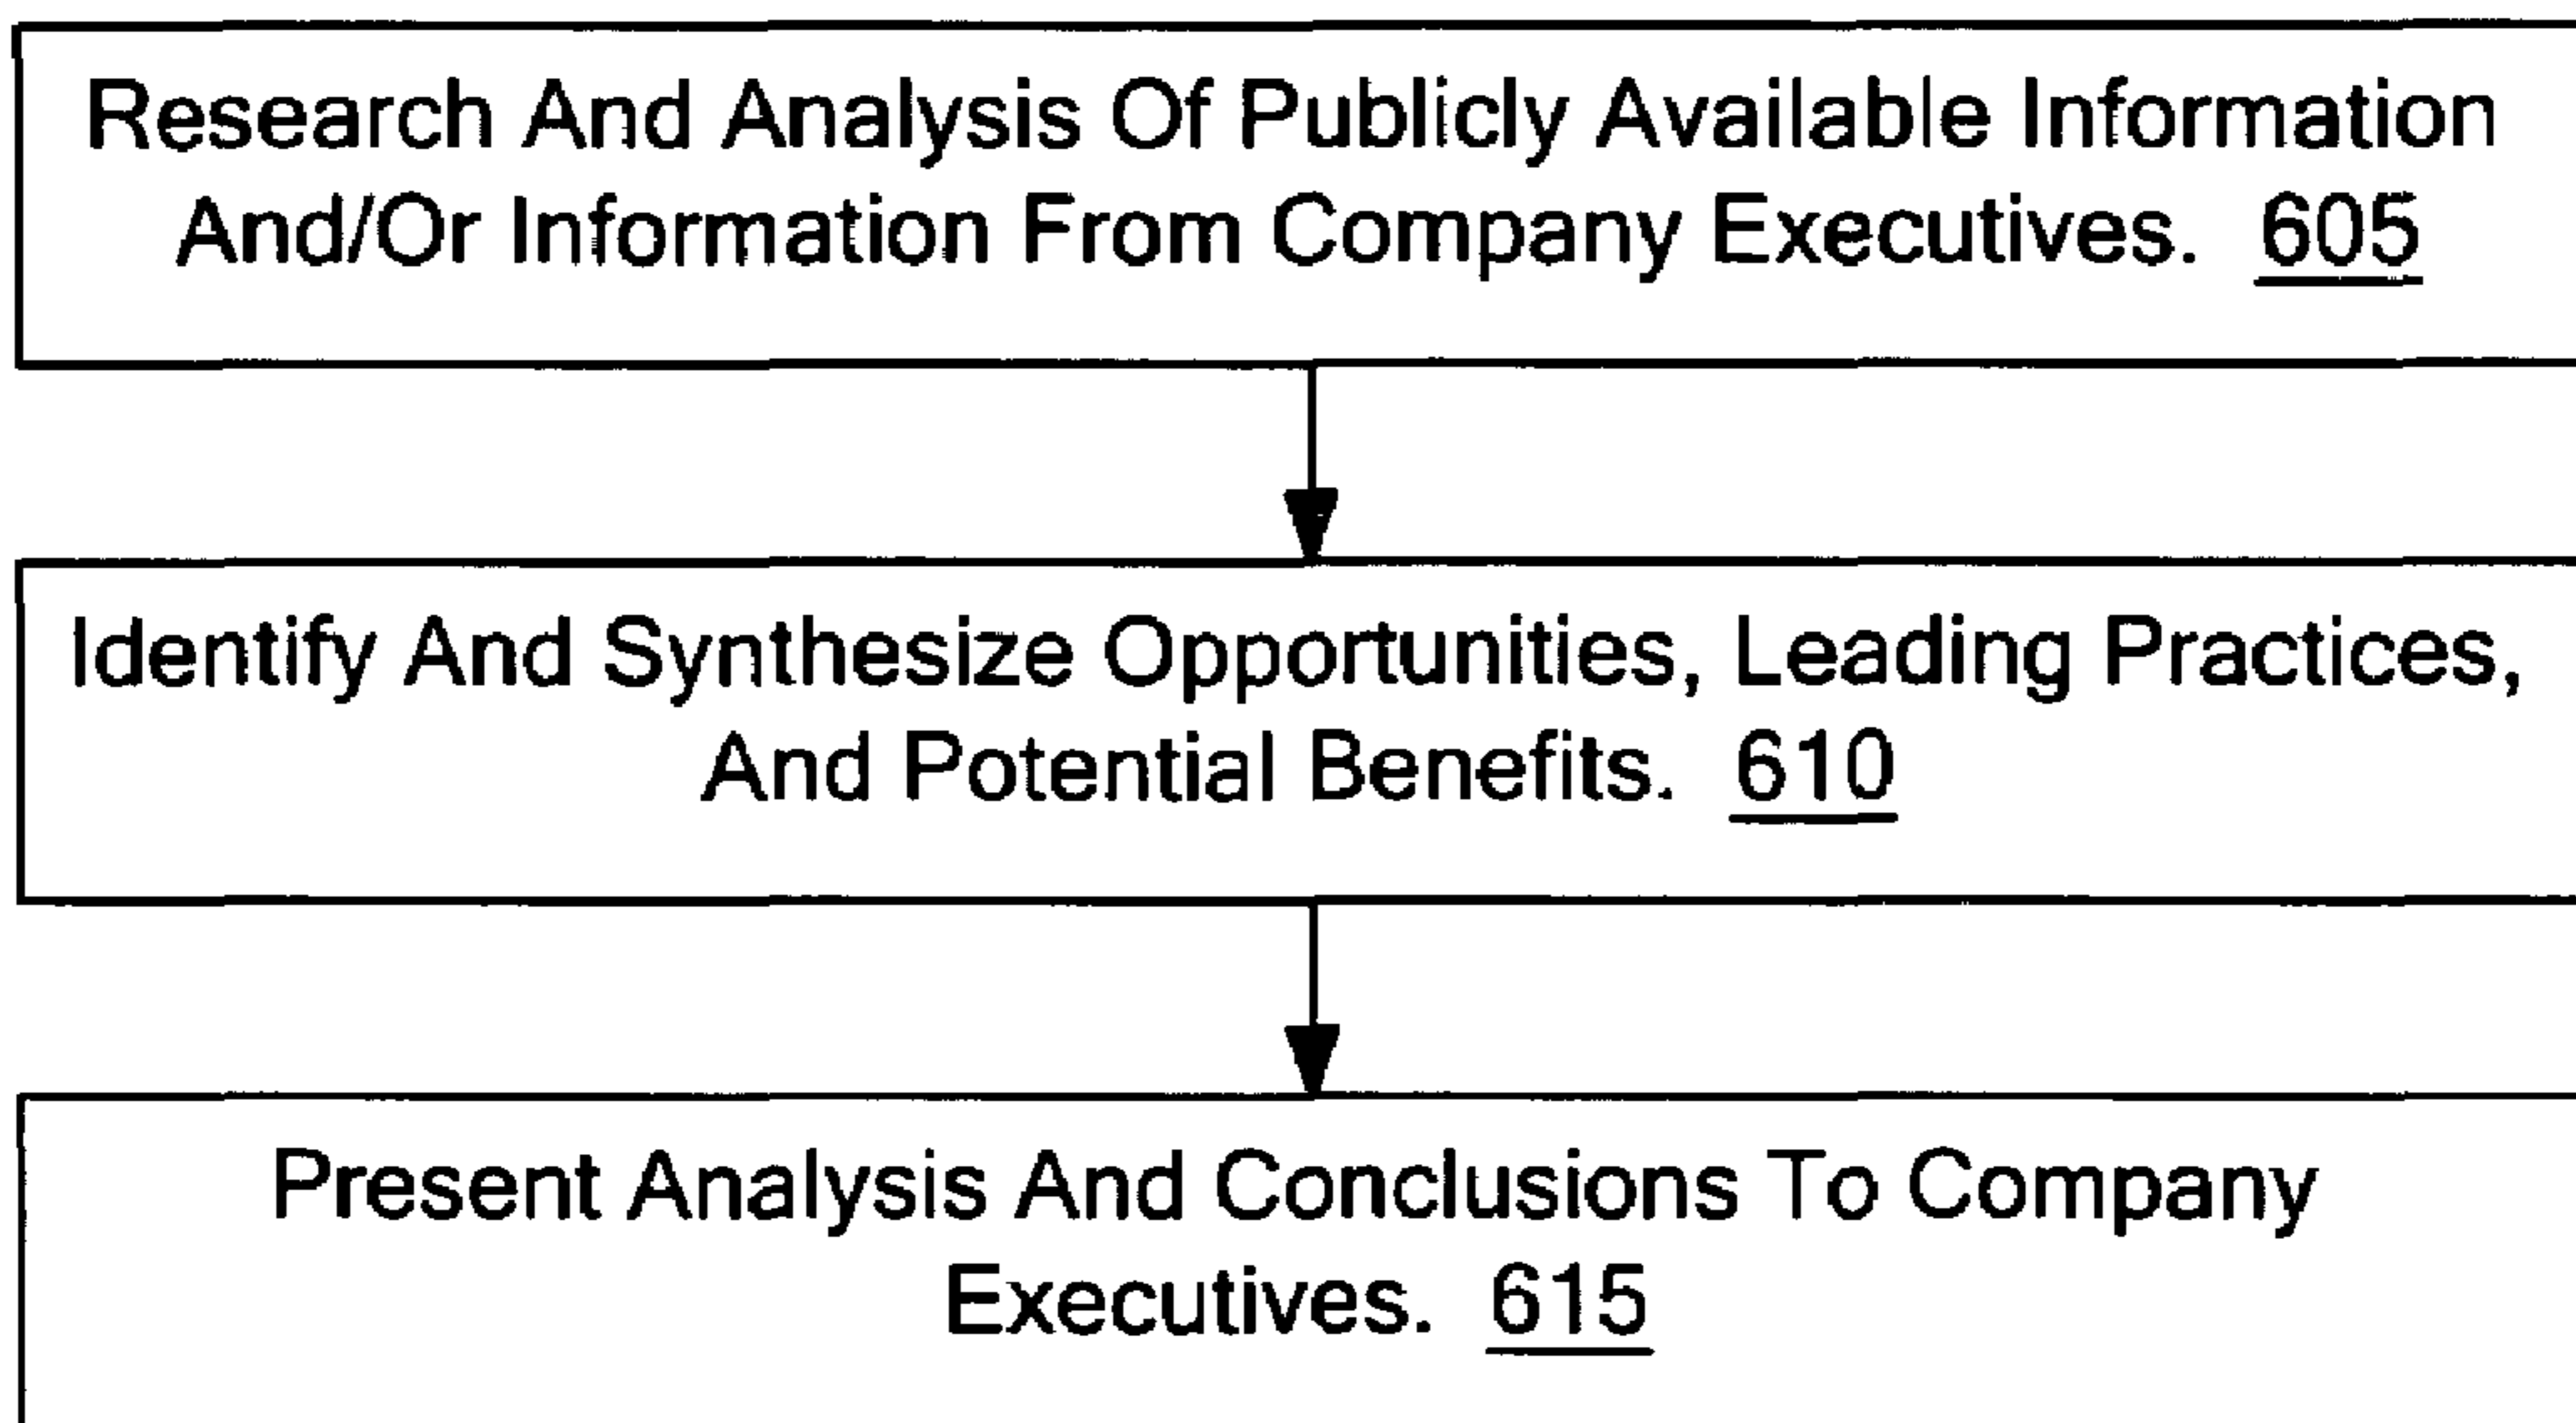 Research And Analysis Of Publicly Available Information
And/Or Information From Company Executives. 605
Identify And Synthesize Opportunities, Leading Practices,
And Potential Benefits. 610
Present Analysis And Conclusions To Company
Executives. 615